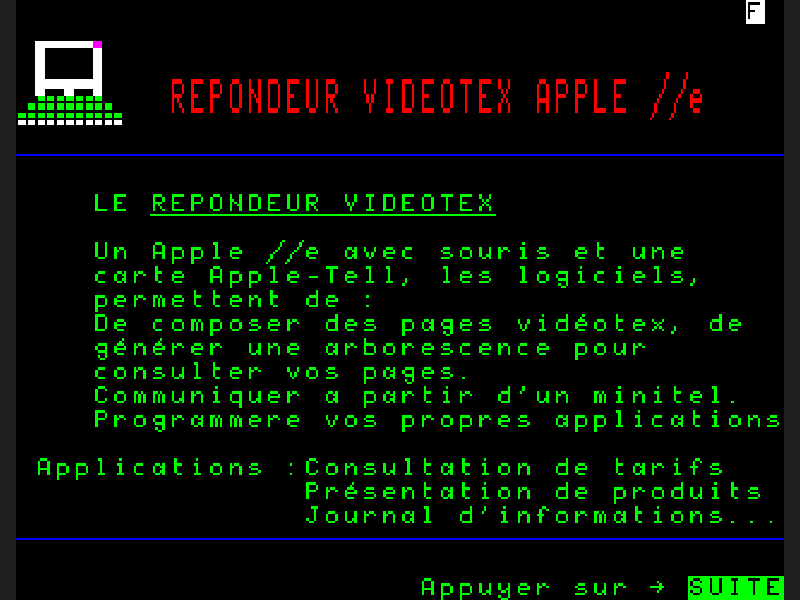 F
REPONDEUR VIDEOTEX APPLE //e
LE REPONDEUR VIDEOTEX
Un Apple //e avec souris et une
carte Apple-Tell, les logiciels,
permettent de :
De composer des pages vidéotex, de
générer une arborescence pour
consulter vos pages.
Communiquer a partir d'un minitel.
Programmere vos propres applications
Applications :Consultation de tarifs
Présentation de produits
Journal d'informations...
Appuyer sur → SUITE